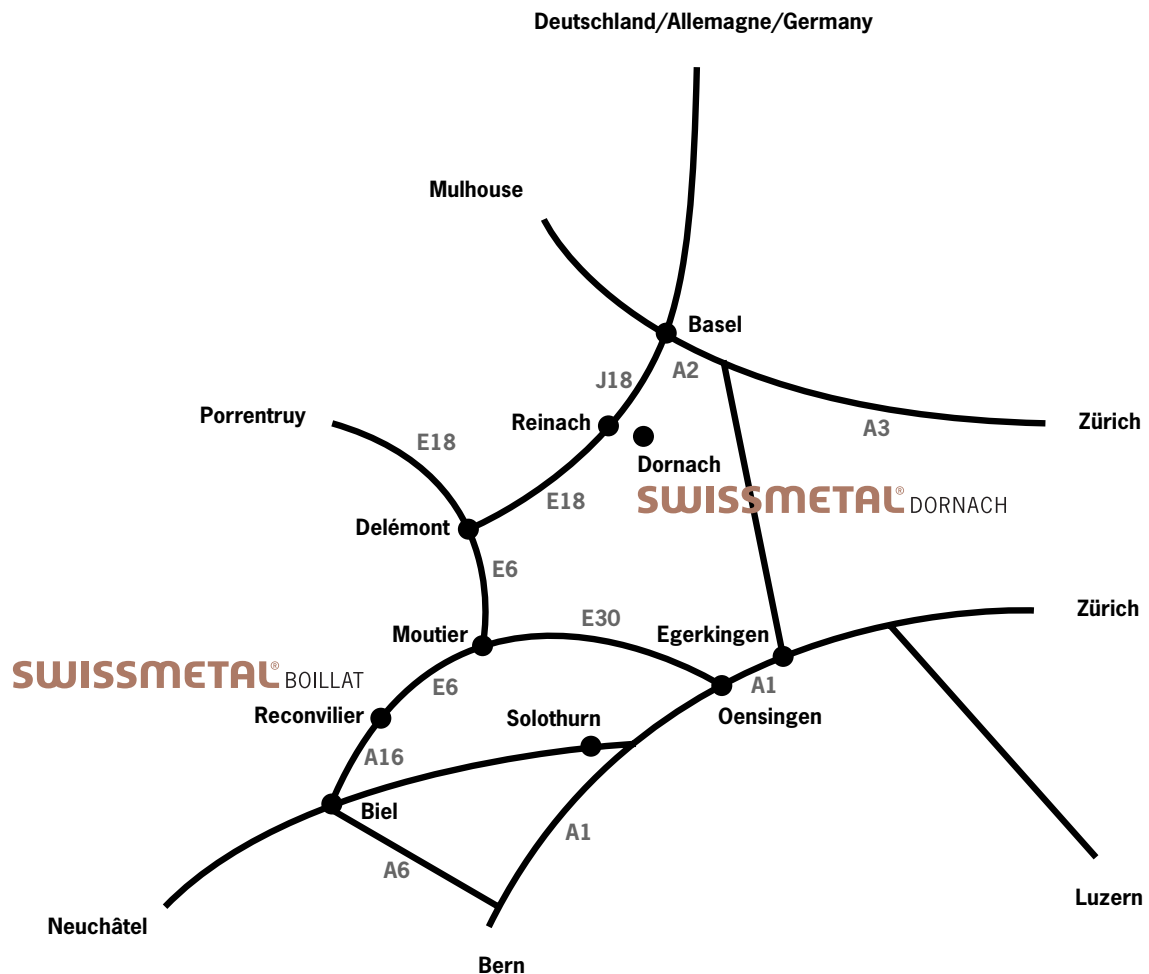 Deutschland/Allemagne/Germany
Mulhouse
Basel
A2
J18
Porrentruy
Reinach
Zürich
E18
A3
Dornach
E18
SWISSMETAL® DORNACH
Delémont
E6
Zürich
E30
Moutier
Egerkingen
SWISSMETAL® BOILLAT
E6
A1
Reconvilier
Solothurn
Oensingen
A16
Biel
A1
A6
Luzern
Neuchâtel
Bern